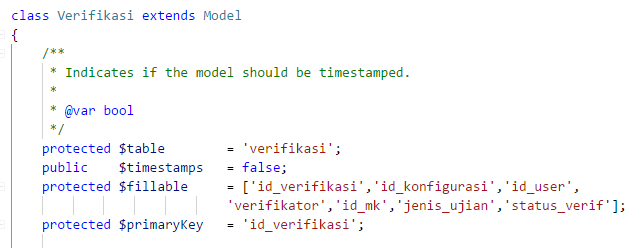 class Verifikasi extends Model
{
/**
* Indicates if the model should be timestamped.
*
* @var bool
*/
protected $table = 'verifikasi';
public $timestamps = false;
protected $fillable = ['id_verifikasi','id_konfigurasi','id_user',
'verifikator','id_mk','jenis_ujian','status_verif'];
protected $primaryKey = 'id_verifikasi';